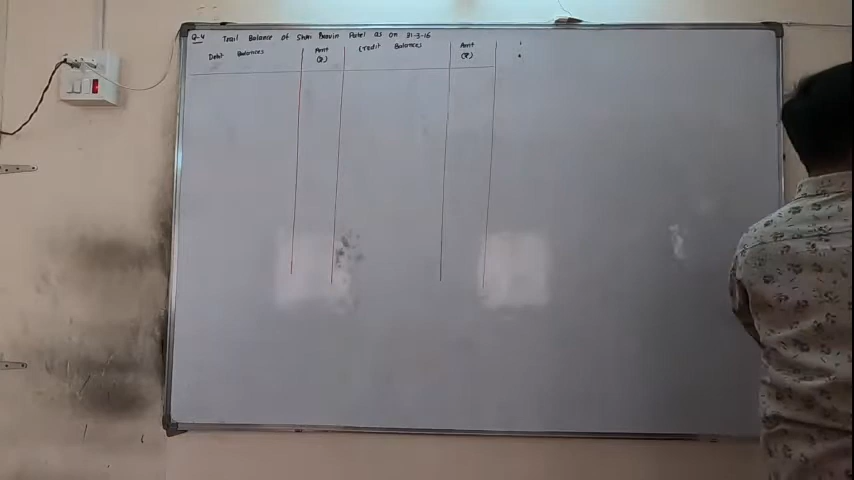 Q-4 Trail Balance of Shri Pravin Patel as on 31-3-16
Debit Balances Amt (₹) Credit Balances Amt (₹)